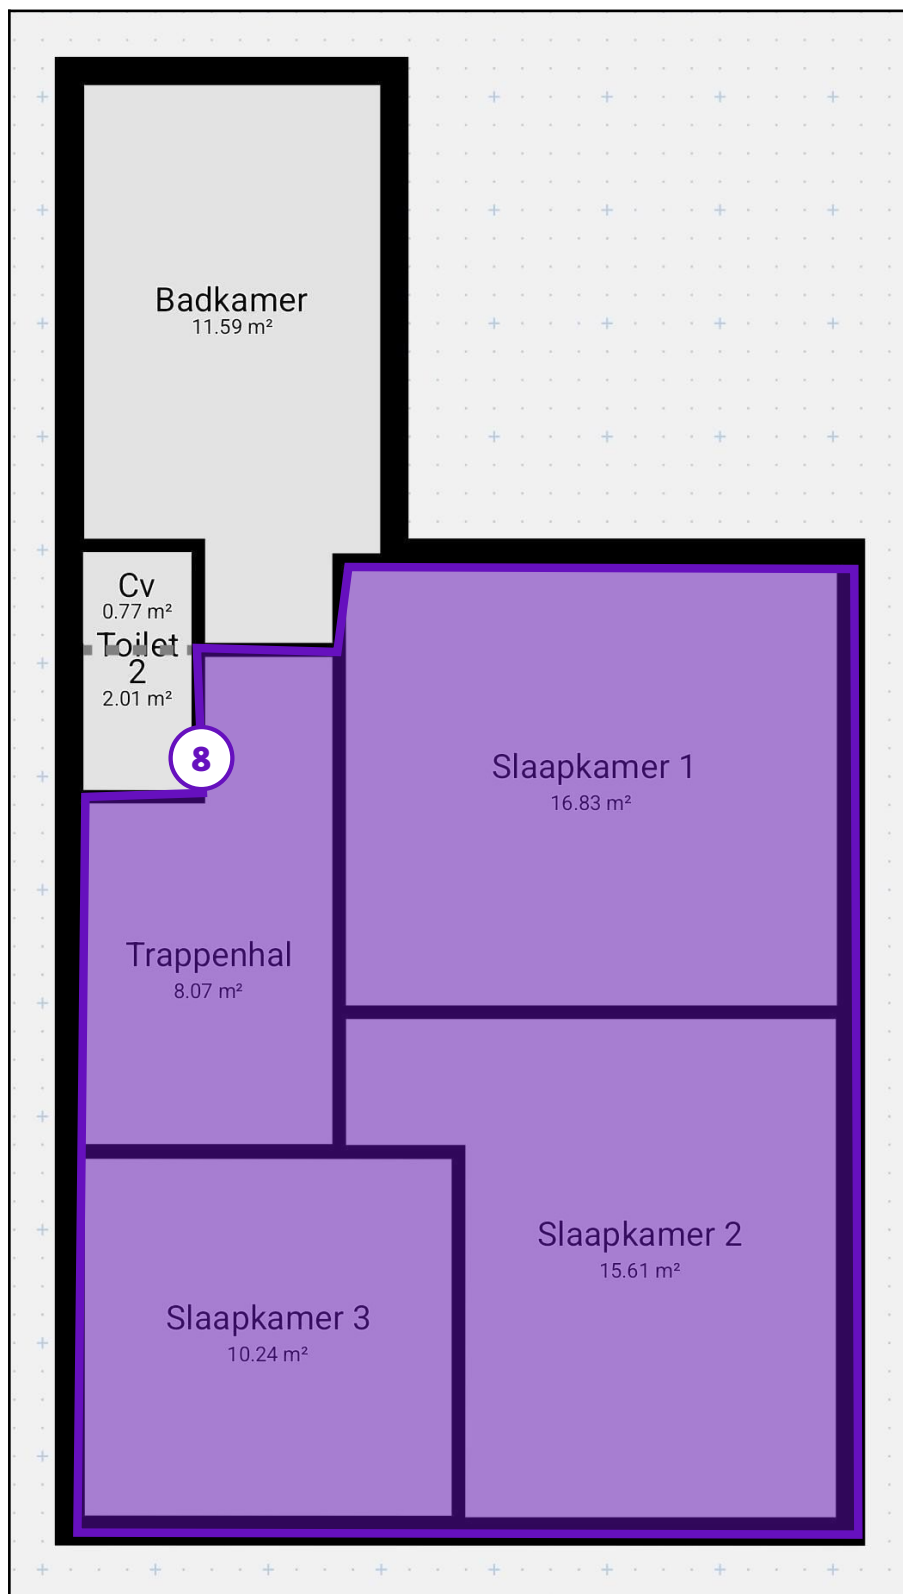 Badkamer
11.59 m²
Cv
0.77 m²
Toilet
2
2.01 m²
8
Slaapkamer 1
16.83 m²
Trappenhal
8.07 m²
Slaapkamer 2
15.61 m²
Slaapkamer 3
10.24 m²